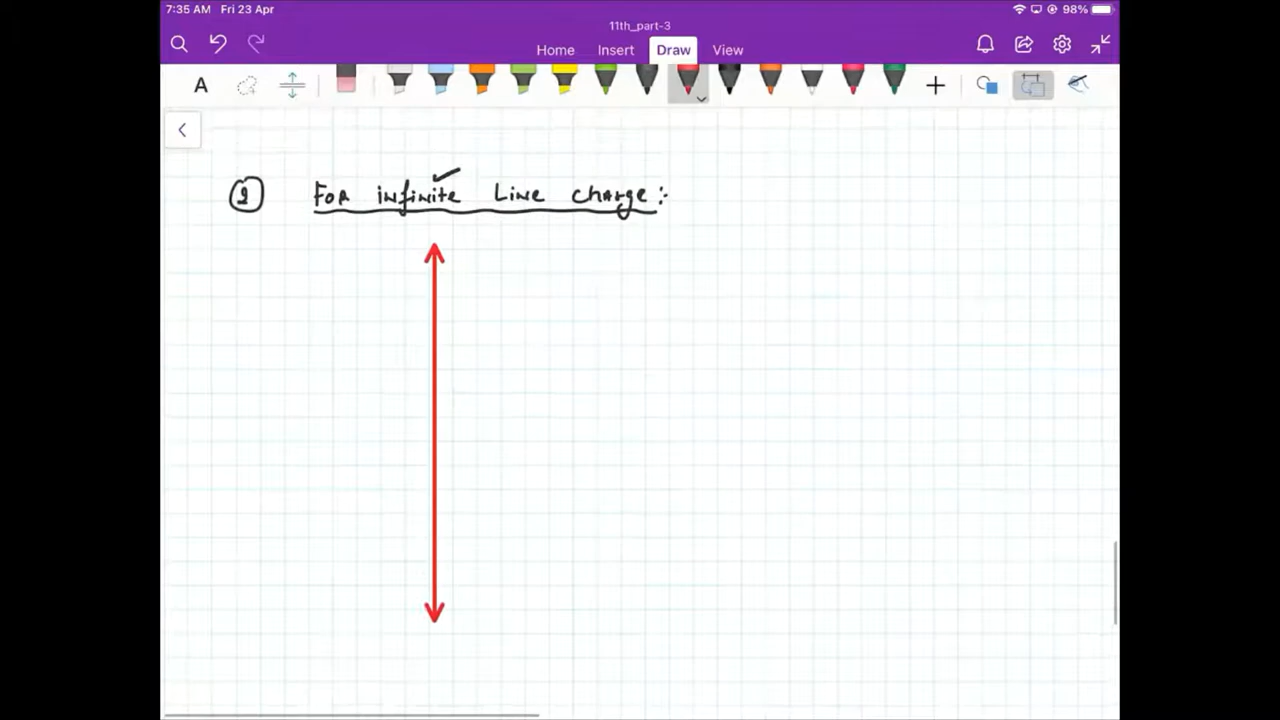 7:35 AM Fri 23 Apr 98%
11th_part-3
Home Insert Draw View
A
2 For infinite Line charge: